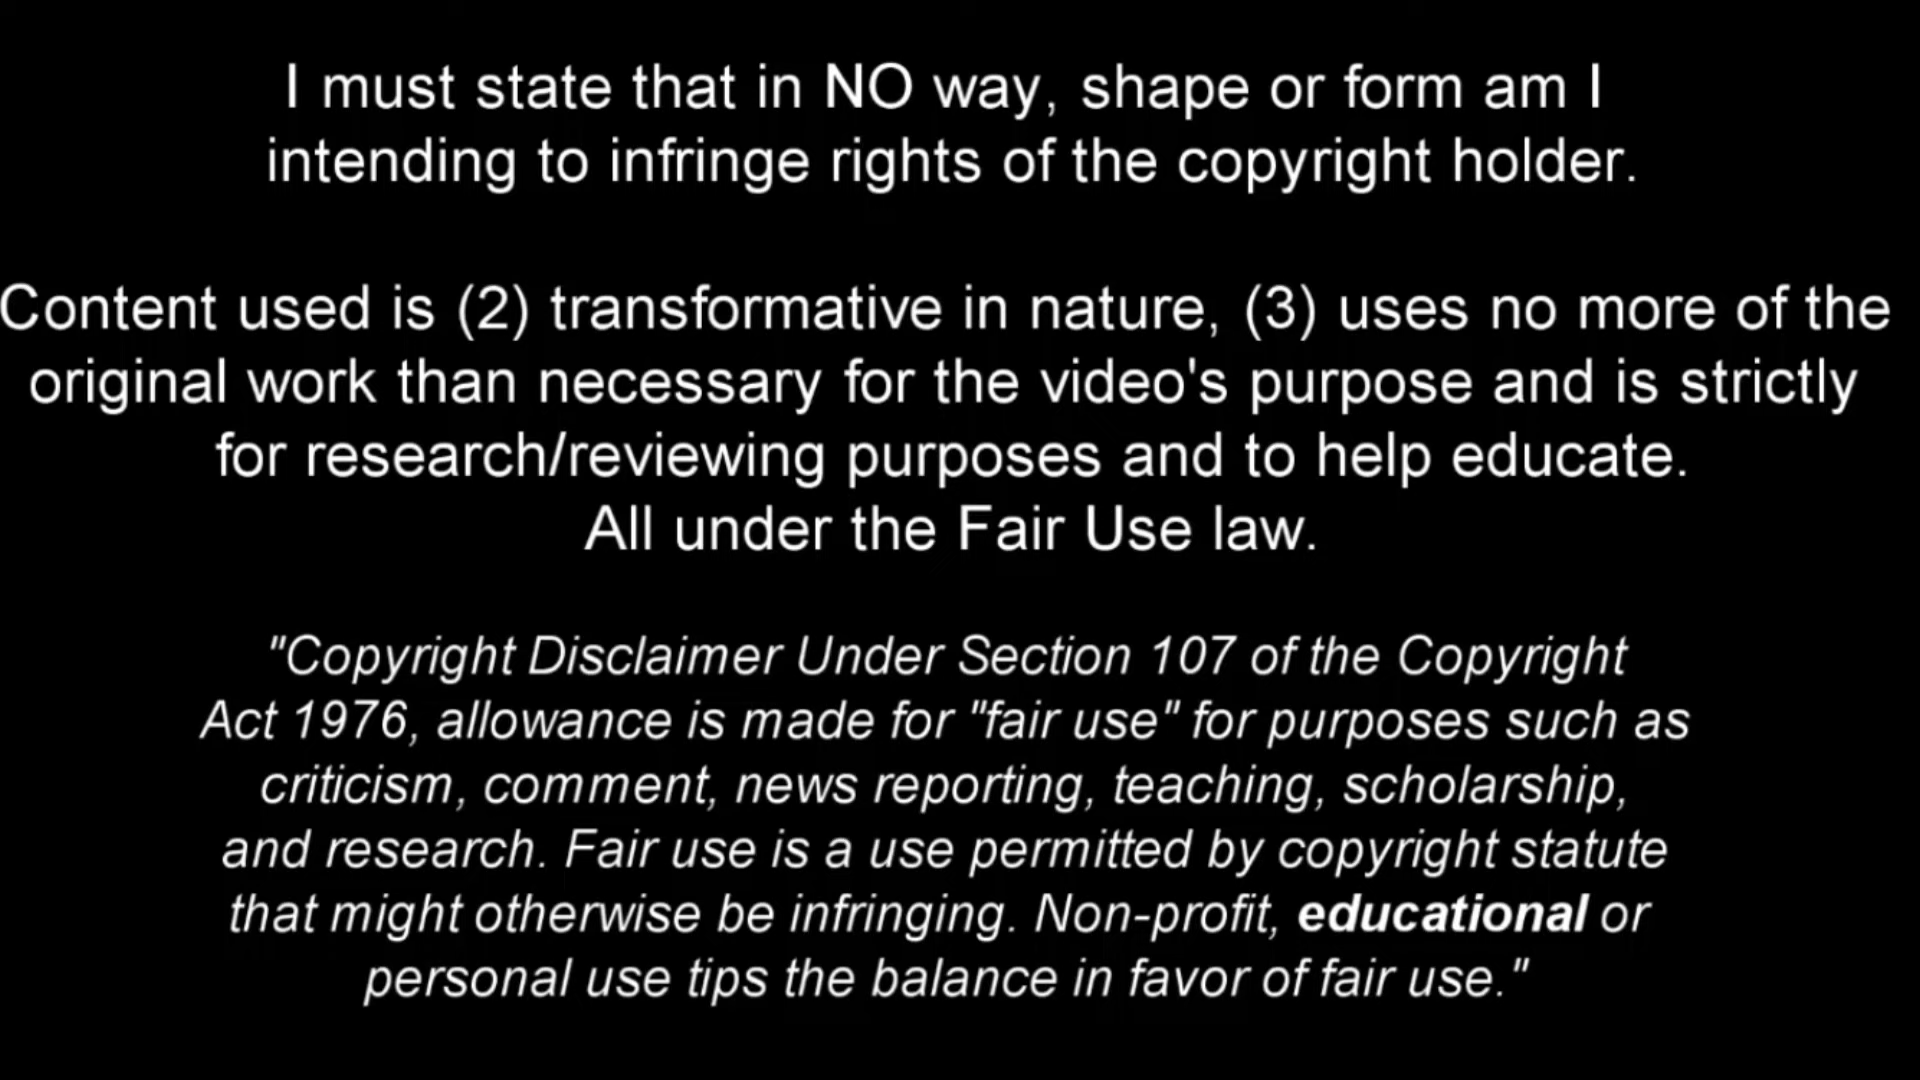 I must state that in NO way, shape or form am I
intending to infringe rights of the copyright holder.
Content used is (2) transformative in nature, (3) uses no more of the
original work than necessary for the video's purpose and is strictly
for research/reviewing purposes and to help educate.
All under the Fair Use law.
"Copyright Disclaimer Under Section 107 of the Copyright
Act 1976, allowance is made for "fair use" for purposes such as
criticism, comment, news reporting, teaching, scholarship,
and research. Fair use is a use permitted by copyright statute
that might otherwise be infringing. Non-profit, educational or
personal use tips the balance in favor of fair use."